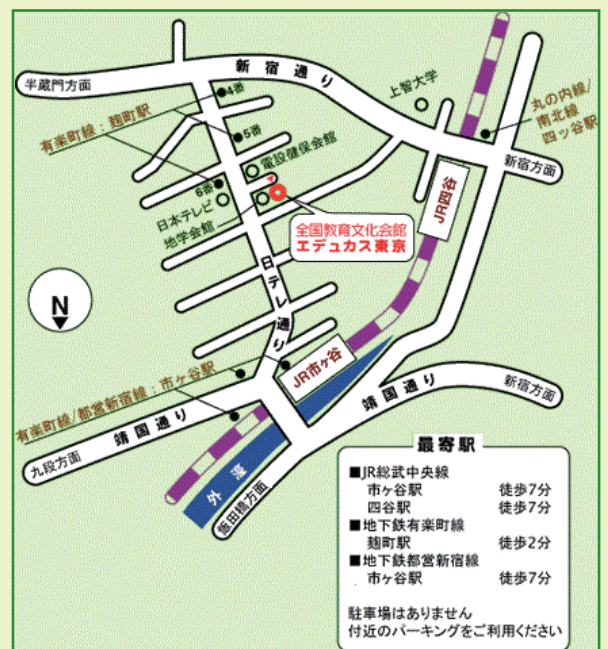 新宿通り
半蔵門方面
4番
上智大学
丸の内線/
南北線
四ッ谷駅
有楽町線：麹町駅
5番
電設健保会館
新宿方面
6番
日本テレビ
地学会館
JR四谷
全国教育文化会館
エデュカス東京
日テレ通り
N
JR市ヶ谷
有楽町線/都営新宿線：市ヶ谷駅
靖国通り
新宿方面
靖国通り
九段方面
外濠
飯田橋方面
最寄駅
■JR総武中央線
市ヶ谷駅 徒歩7分
四谷駅 徒歩7分
■地下鉄有楽町線
麹町駅 徒歩2分
■地下鉄都営新宿線
市ヶ谷駅 徒歩7分
駐車場はありません
付近のパーキングをご利用ください